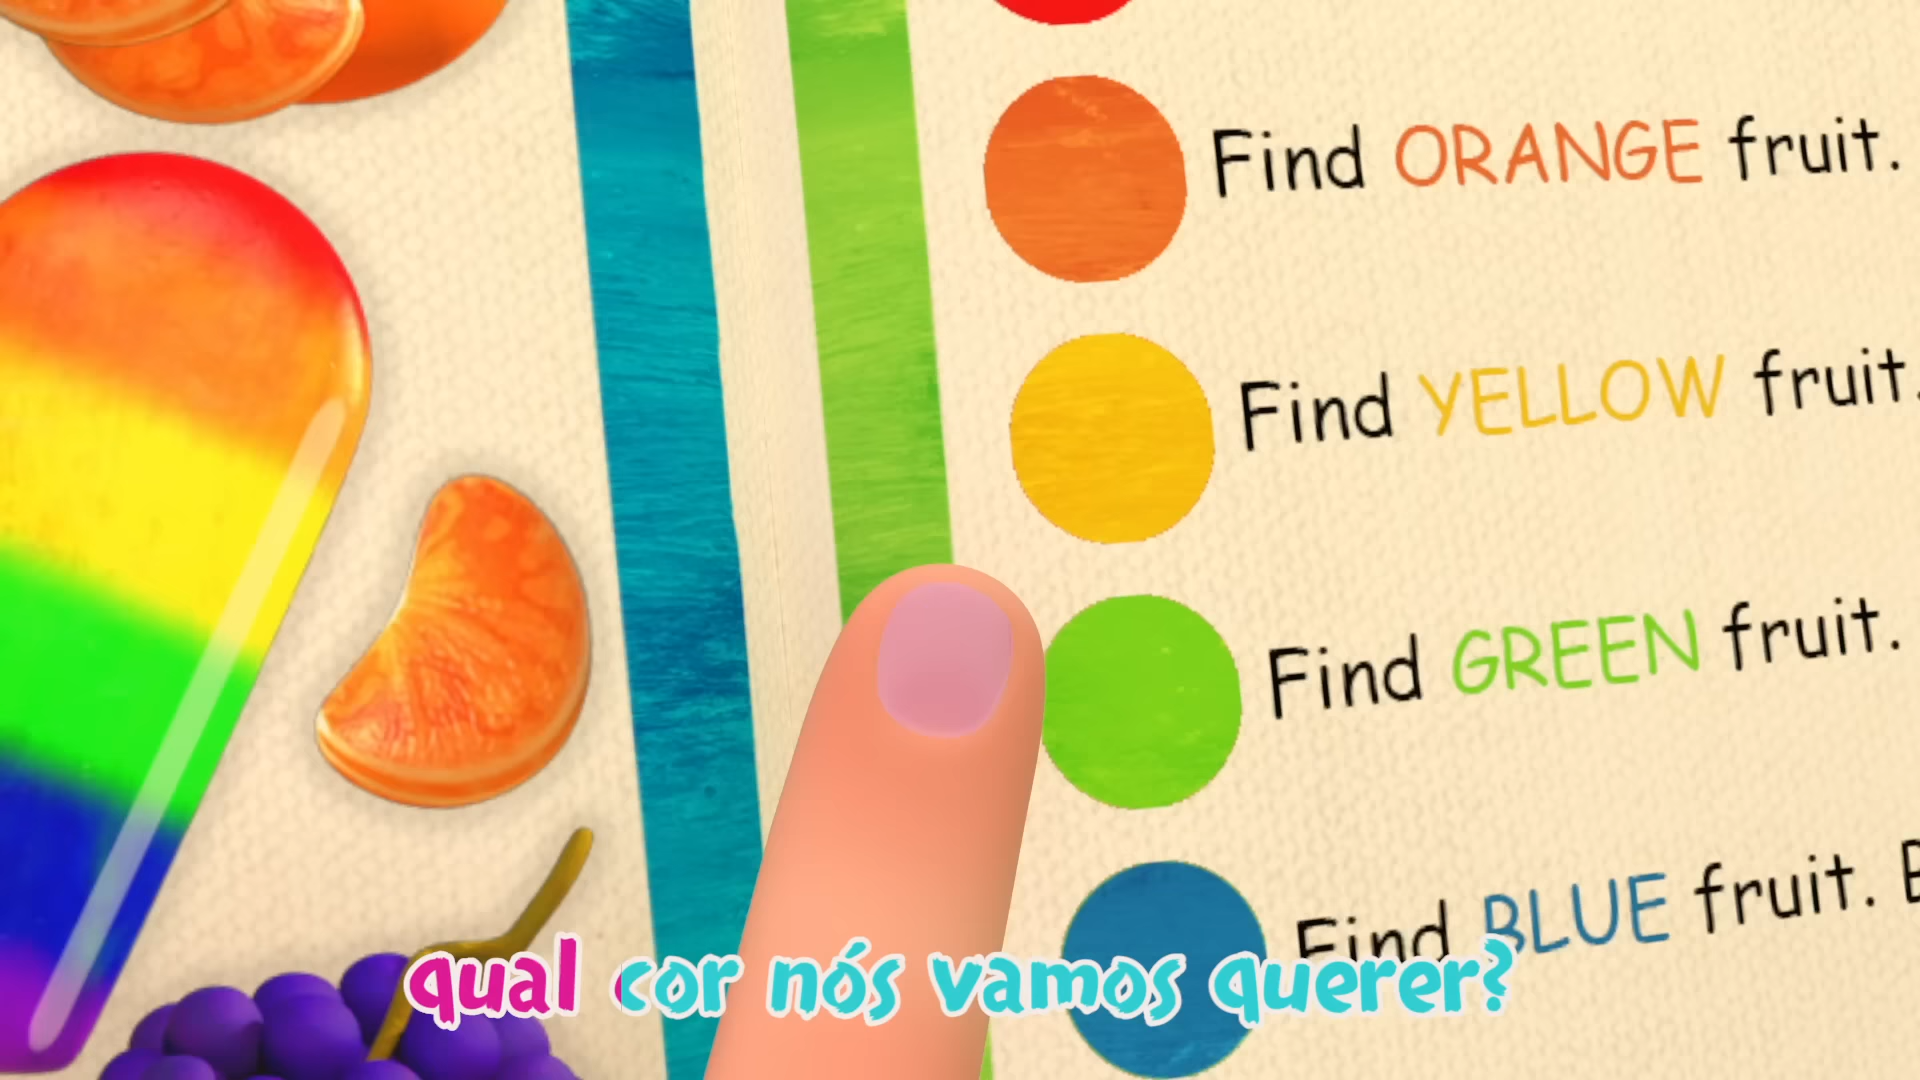 Find ORANGE fruit.
Find YELLOW fruit.
Find GREEN fruit.
Find BLUE fruit.
qual cor nós vamos querer?